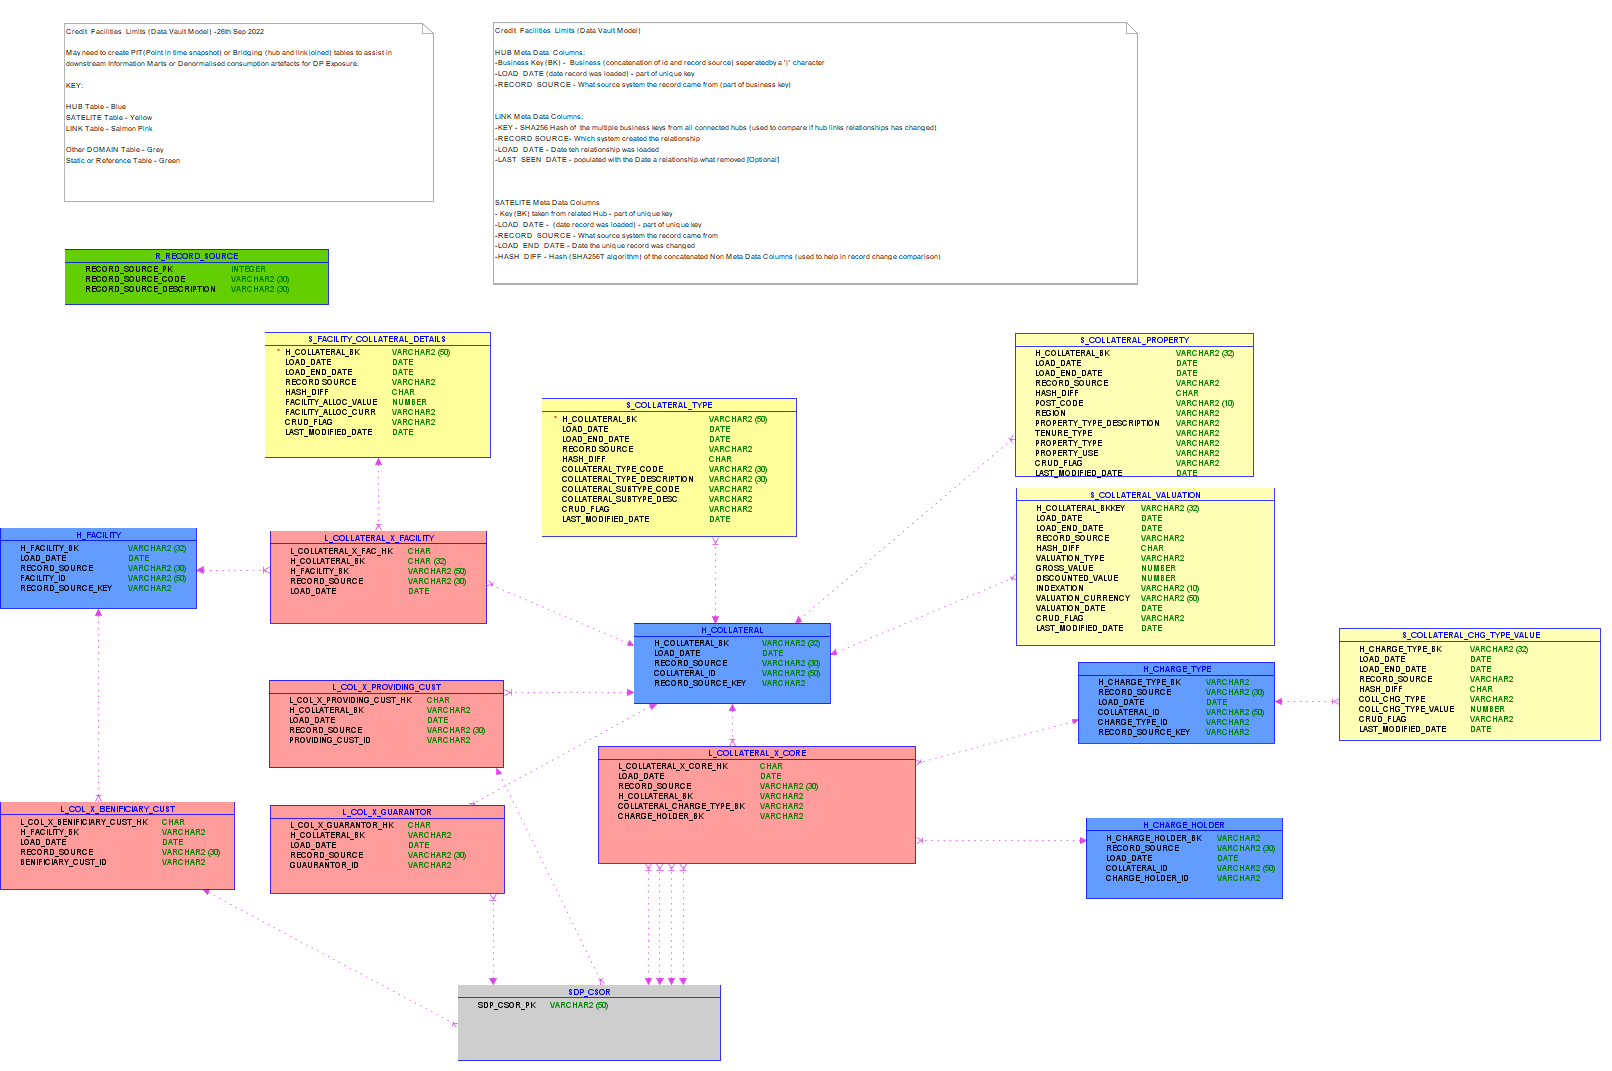 Credit Facilities Limits (Data Vault Model) -26th Sep 2022
May need to create PIT(Point in time snapshot) or Bridging (hub and link joined) tables to assist in
downstream Information Marts or Denormalised consumption artefacts for DP Exposure.
KEY:
HUB Table - Blue
SATELITE Table - Yellow
LINK Table - Salmon Pink
Other DOMAIN Table - Grey
Static or Reference Table - Green
Credit Facilities Limits (Data Vault Model)
HUB Meta Data Columns:
-Business Key (BK) - Business (concatenation of id and record source) seperatedby a '|' character
-LOAD DATE (date record was loaded) - part of unique key
-RECORD SOURCE - What source system the record came from (part of business key)
LINK Meta Data Columns:
-KEY - SHA256 Hash of the multiple business keys from all connected hubs (used to compare if hub links relationships has changed)
-RECORD SOURCE- Which system created the relationship
-LOAD DATE - Date teh relationship was loaded
-LAST SEEN DATE - populated with the Date a relationship what removed [Optional]
SATELITE Meta Data Columns
- Key (BK) taken from related Hub - part of unique key
-LOAD DATE - (date record was loaded) - part of unique key
-RECORD SOURCE - What source system the record came from
-LOAD END DATE - Date the unique record was changed
-HASH DIFF - Hash (SHA256T algorithm) of the concatenated Non Meta Data Columns (used to help in record change comparison)
R_RECORD_SOURCE
RECORD_SOURCE_PK INTEGER
RECORD_SOURCE_CODE VARCHAR2 (30)
RECORD_SOURCE_DESCRIPTION VARCHAR2 (30)
S_FACILITY_COLLATERAL_DETAILS
* H_COLLATERAL_BK VARCHAR2 (50)
LOAD_DATE DATE
LOAD_END_DATE DATE
RECORD SOURCE VARCHAR2
HASH_DIFF CHAR
FACILITY_ALLOC_VALUE NUMBER
FACILITY_ALLOC_CURR VARCHAR2
CRUD_FLAG VARCHAR2
LAST_MODIFIED_DATE DATE
S_COLLATERAL_TYPE
* H_COLLATERAL_BK VARCHAR2 (50)
LOAD_DATE DATE
LOAD_END_DATE DATE
RECORD SOURCE VARCHAR2
HASH_DIFF CHAR
COLLATERAL_TYPE_CODE VARCHAR2 (30)
COLLATERAL_TYPE_DESCRIPTION VARCHAR2 (30)
COLLATERAL_SUBTYPE_CODE VARCHAR2
COLLATERAL_SUBTYPE_DESC VARCHAR2
CRUD_FLAG VARCHAR2
LAST_MODIFIED_DATE DATE
S_COLLATERAL_PROPERTY
H_COLLATERAL_BK VARCHAR2 (32)
LOAD_DATE DATE
LOAD_END_DATE DATE
RECORD_SOURCE VARCHAR2
HASH_DIFF CHAR
POST_CODE VARCHAR2 (10)
REGION VARCHAR2
PROPERTY_TYPE_DESCRIPTION VARCHAR2
TENURE_TYPE VARCHAR2
PROPERTY_TYPE VARCHAR2
PROPERTY_USE VARCHAR2
CRUD_FLAG VARCHAR2
LAST_MODIFIED_DATE DATE
S_COLLATERAL_VALUATION
H_COLLATERAL_BKKEY VARCHAR2 (32)
LOAD_DATE DATE
LOAD_END_DATE DATE
RECORD_SOURCE VARCHAR2
HASH_DIFF CHAR
VALUATION_TYPE VARCHAR2
GROSS_VALUE NUMBER
DISCOUNTED_VALUE NUMBER
INDEXATION VARCHAR2 (10)
VALUATION_CURRENCY VARCHAR2 (50)
VALUATION_DATE DATE
CRUD_FLAG VARCHAR2
LAST_MODIFIED_DATE DATE
H_FACILITY
H_FACILITY_BK VARCHAR2 (32)
LOAD_DATE DATE
RECORD_SOURCE VARCHAR2 (30)
FACILITY_ID VARCHAR2 (50)
RECORD_SOURCE_KEY VARCHAR2
L_COLLATERAL_X_FACILITY
L_COLLATERAL_X_FAC_HK CHAR
H_COLLATERAL_BK CHAR (32)
H_FACILITY_BK VARCHAR2 (50)
RECORD_SOURCE VARCHAR2 (30)
LOAD_DATE DATE
H_COLLATERAL
H_COLLATERAL_BK VARCHAR2 (32)
LOAD_DATE DATE
RECORD_SOURCE VARCHAR2 (30)
COLLATERAL_ID VARCHAR2 (50)
RECORD_SOURCE_KEY VARCHAR2
S_COLLATERAL_CHG_TYPE_VALUE
H_CHARGE_TYPE_BK VARCHAR2 (32)
LOAD_DATE DATE
LOAD_END_DATE DATE
RECORD_SOURCE VARCHAR2
HASH_DIFF CHAR
COLL_CHG_TYPE VARCHAR2
COLL_CHG_TYPE_VALUE NUMBER
CRUD_FLAG VARCHAR2
LAST_MODIFIED_DATE DATE
H_CHARGE_TYPE
H_CHARGE_TYPE_BK VARCHAR2
RECORD_SOURCE VARCHAR2 (30)
LOAD_DATE DATE
COLLATERAL_ID VARCHAR2 (50)
CHARGE_TYPE_ID VARCHAR2
RECORD_SOURCE_KEY VARCHAR2
L_COL_X_PROVIDING_CUST
L_COL_X_PROVIDING_CUST_HK CHAR
H_COLLATERAL_BK VARCHAR2
LOAD_DATE DATE
RECORD_SOURCE VARCHAR2 (30)
PROVIDING_CUST_ID VARCHAR2
L_COLLATERAL_X_CORE
L_COLLATERAL_X_CORE_HK CHAR
LOAD_DATE DATE
RECORD_SOURCE VARCHAR2 (30)
H_COLLATERAL_BK VARCHAR2
COLLATERAL_CHARGE_TYPE_BK VARCHAR2
CHARGE_HOLDER_BK VARCHAR2
L_COL_X_BENIFICIARY_CUST
L_COL_X_BENIFICIARY_CUST_HK CHAR
H_FACILITY_BK VARCHAR2
LOAD_DATE DATE
RECORD_SOURCE VARCHAR2 (30)
BENIFICIARY_CUST_ID VARCHAR2
L_COL_X_GUARANTOR
L_COL_X_GUARANTOR_HK CHAR
H_COLLATERAL_BK VARCHAR2
LOAD_DATE DATE
RECORD_SOURCE VARCHAR2 (30)
GUAURANTOR_ID VARCHAR2
H_CHARGE_HOLDER
H_CHARGE_HOLDER_BK VARCHAR2
RECORD_SOURCE VARCHAR2 (30)
LOAD_DATE DATE
COLLATERAL_ID VARCHAR2 (50)
CHARGE_HOLDER_ID VARCHAR2
SDP_CSOR
SDP_CSOR_PK VARCHAR2 (50)